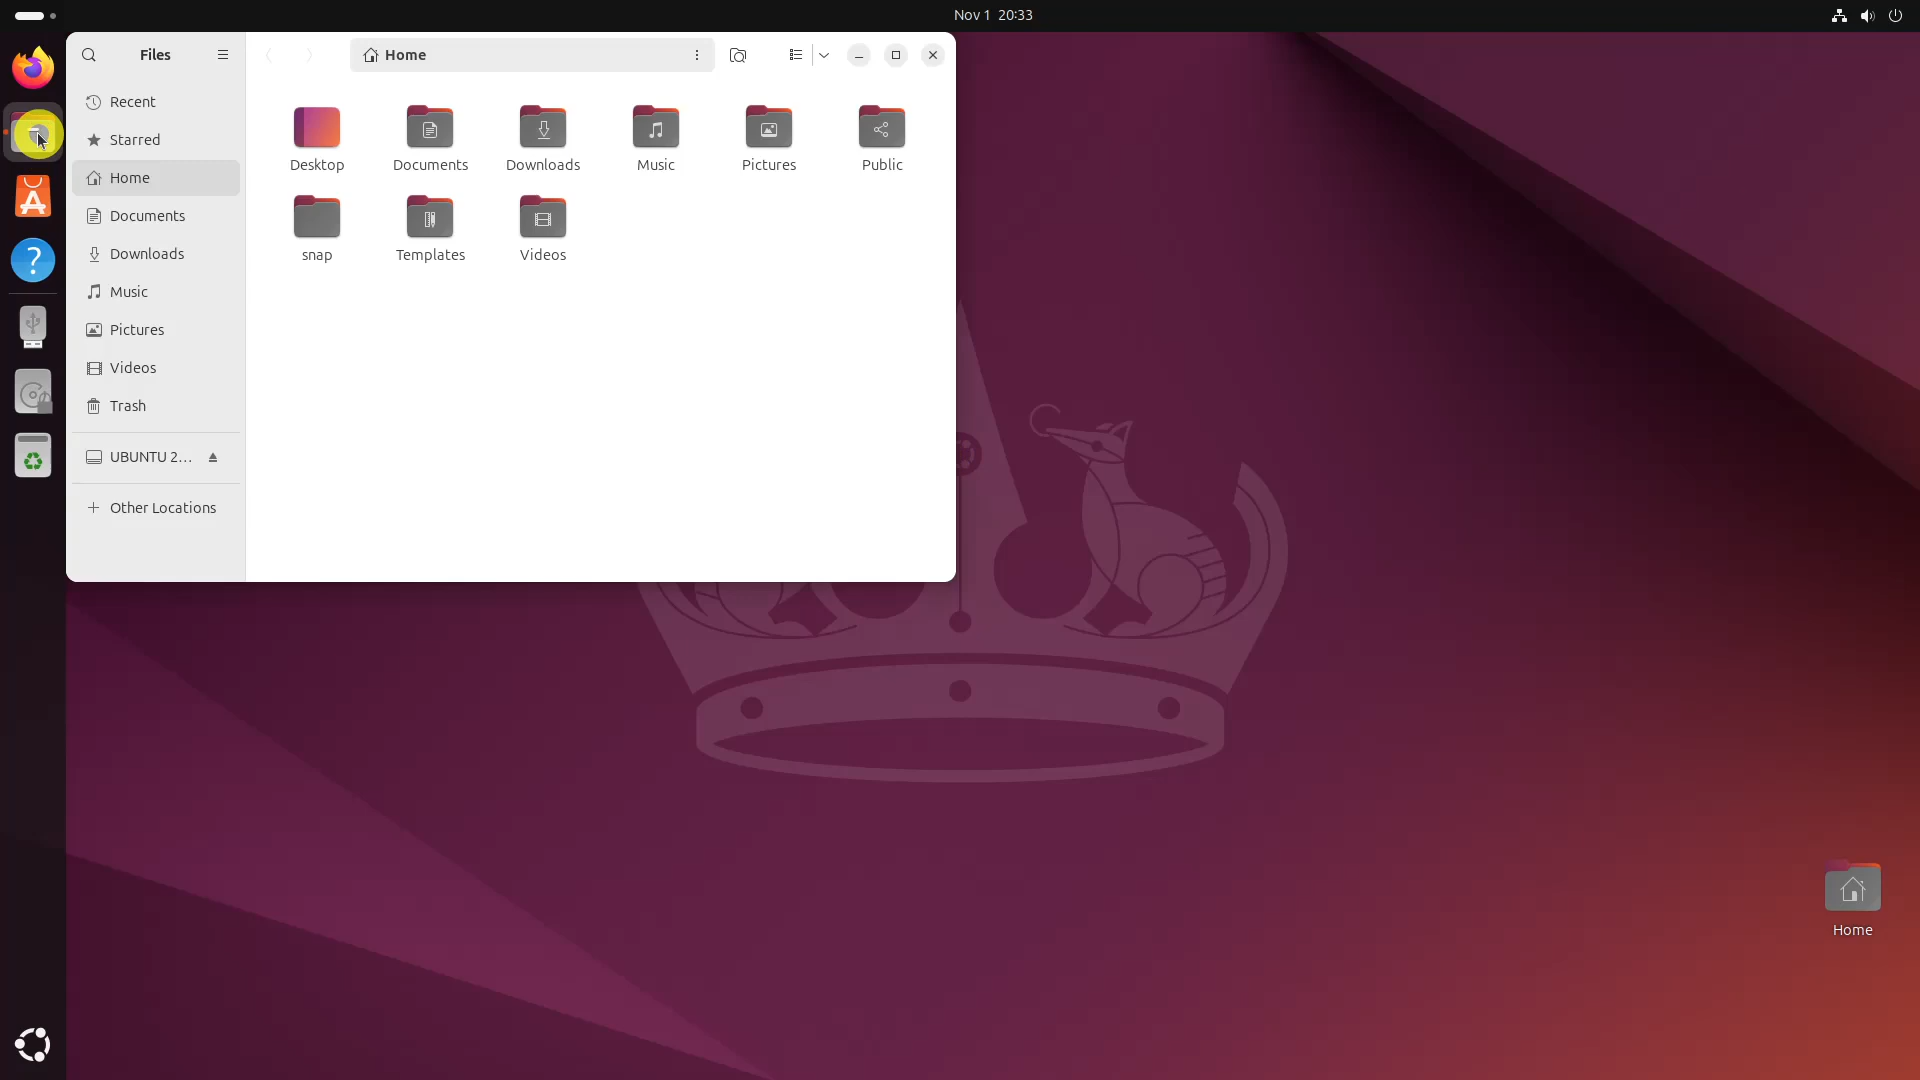 Nov 1 20:33
Files
Home
Recent
Starred
Home
Documents
Downloads
Music
Pictures
Videos
Trash
UBUNTU 2...
Other Locations
Desktop
Documents
Downloads
Music
Pictures
Public
snap
Templates
Videos
Home